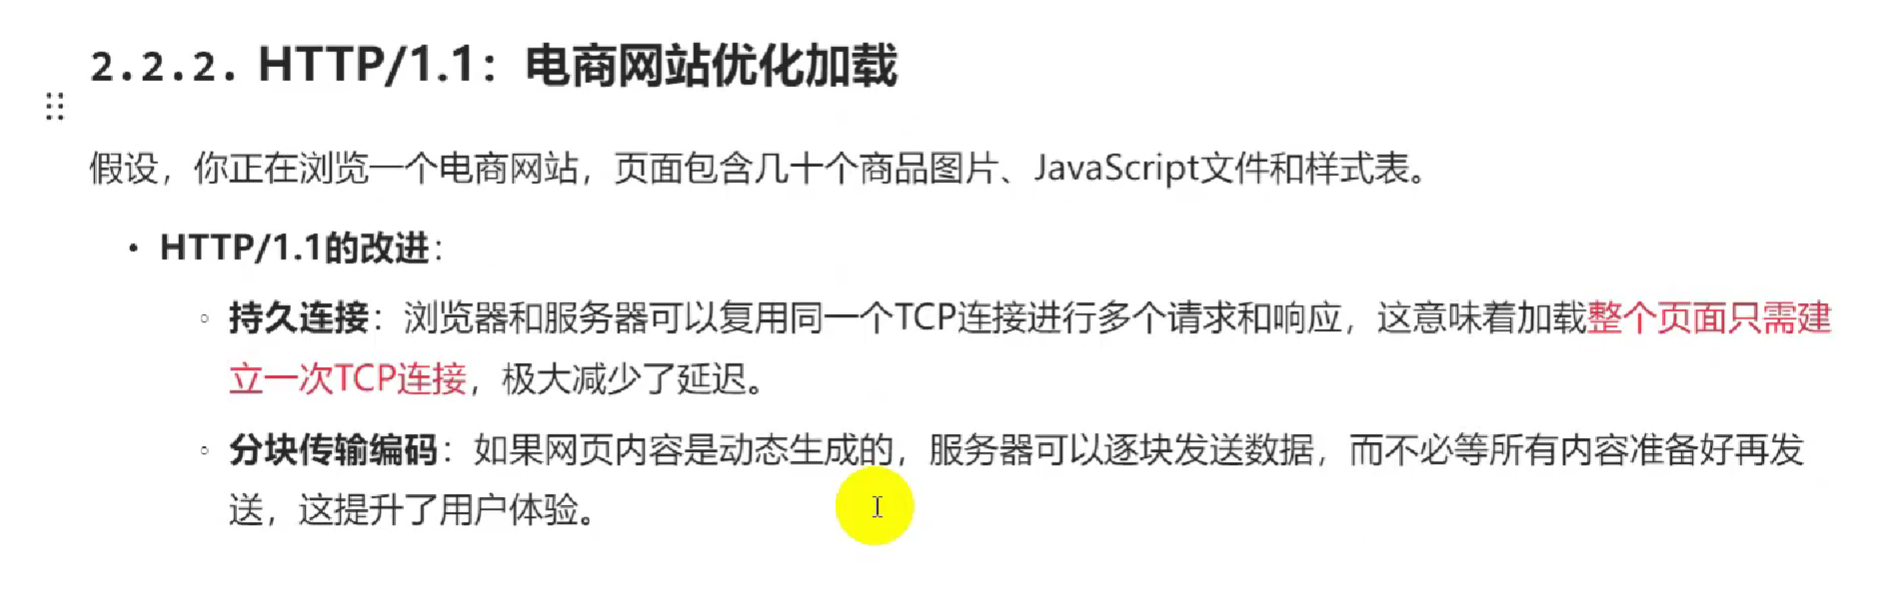 2.2.2. HTTP/1.1：电商网站优化加载
假设，你正在浏览一个电商网站，页面包含几十个商品图片、JavaScript文件和样式表。
• HTTP/1.1的改进：
◦ 持久连接：浏览器和服务器可以复用同一个TCP连接进行多个请求和响应，这意味着加载整个页面只需建
立一次TCP连接，极大减少了延迟。
◦ 分块传输编码：如果网页内容是动态生成的，服务器可以逐块发送数据，而不必等所有内容准备好再发
送，这提升了用户体验。